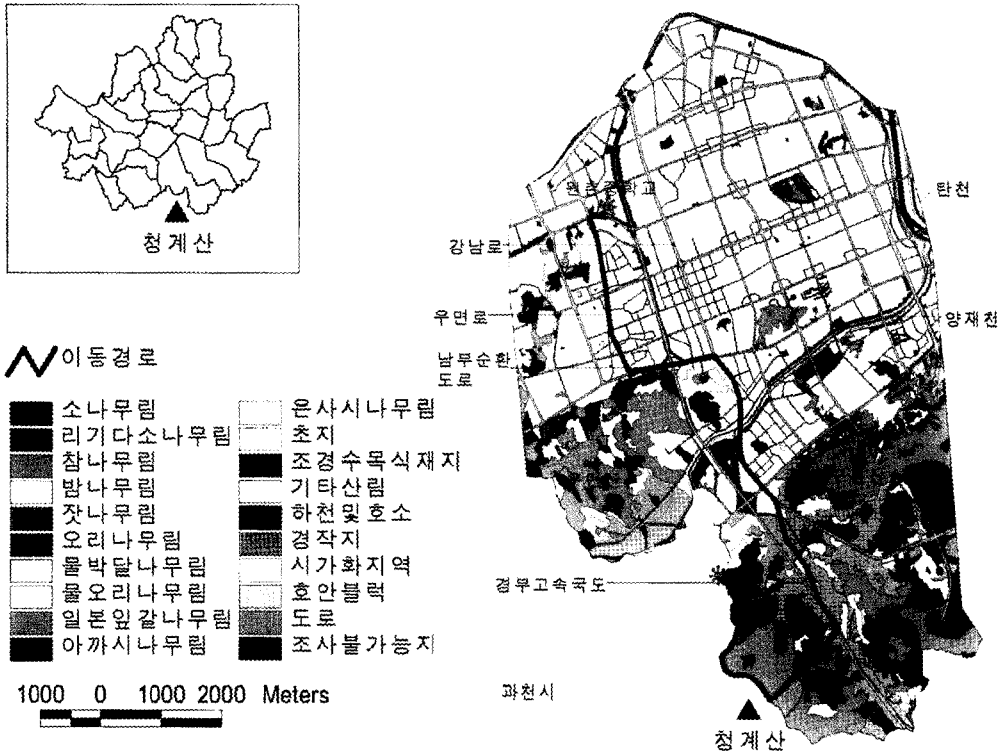 청계산
원촌중학교
탄천
강남로
우면로
양재천
남부순환
도로
이동경로
소나무림
리기다소나무림
참나무림
밤나무림
잣나무림
오리나무림
물박달나무림
물오리나무림
일본잎갈나무림
아까시나무림
은사시나무림
초지
조경수목식재지
기타산림
하천및호소
경작지
시가화지역
호안블럭
도로
조사불가능지
경부고속국도
1000 0 1000 2000 Meters
과천시
청계산